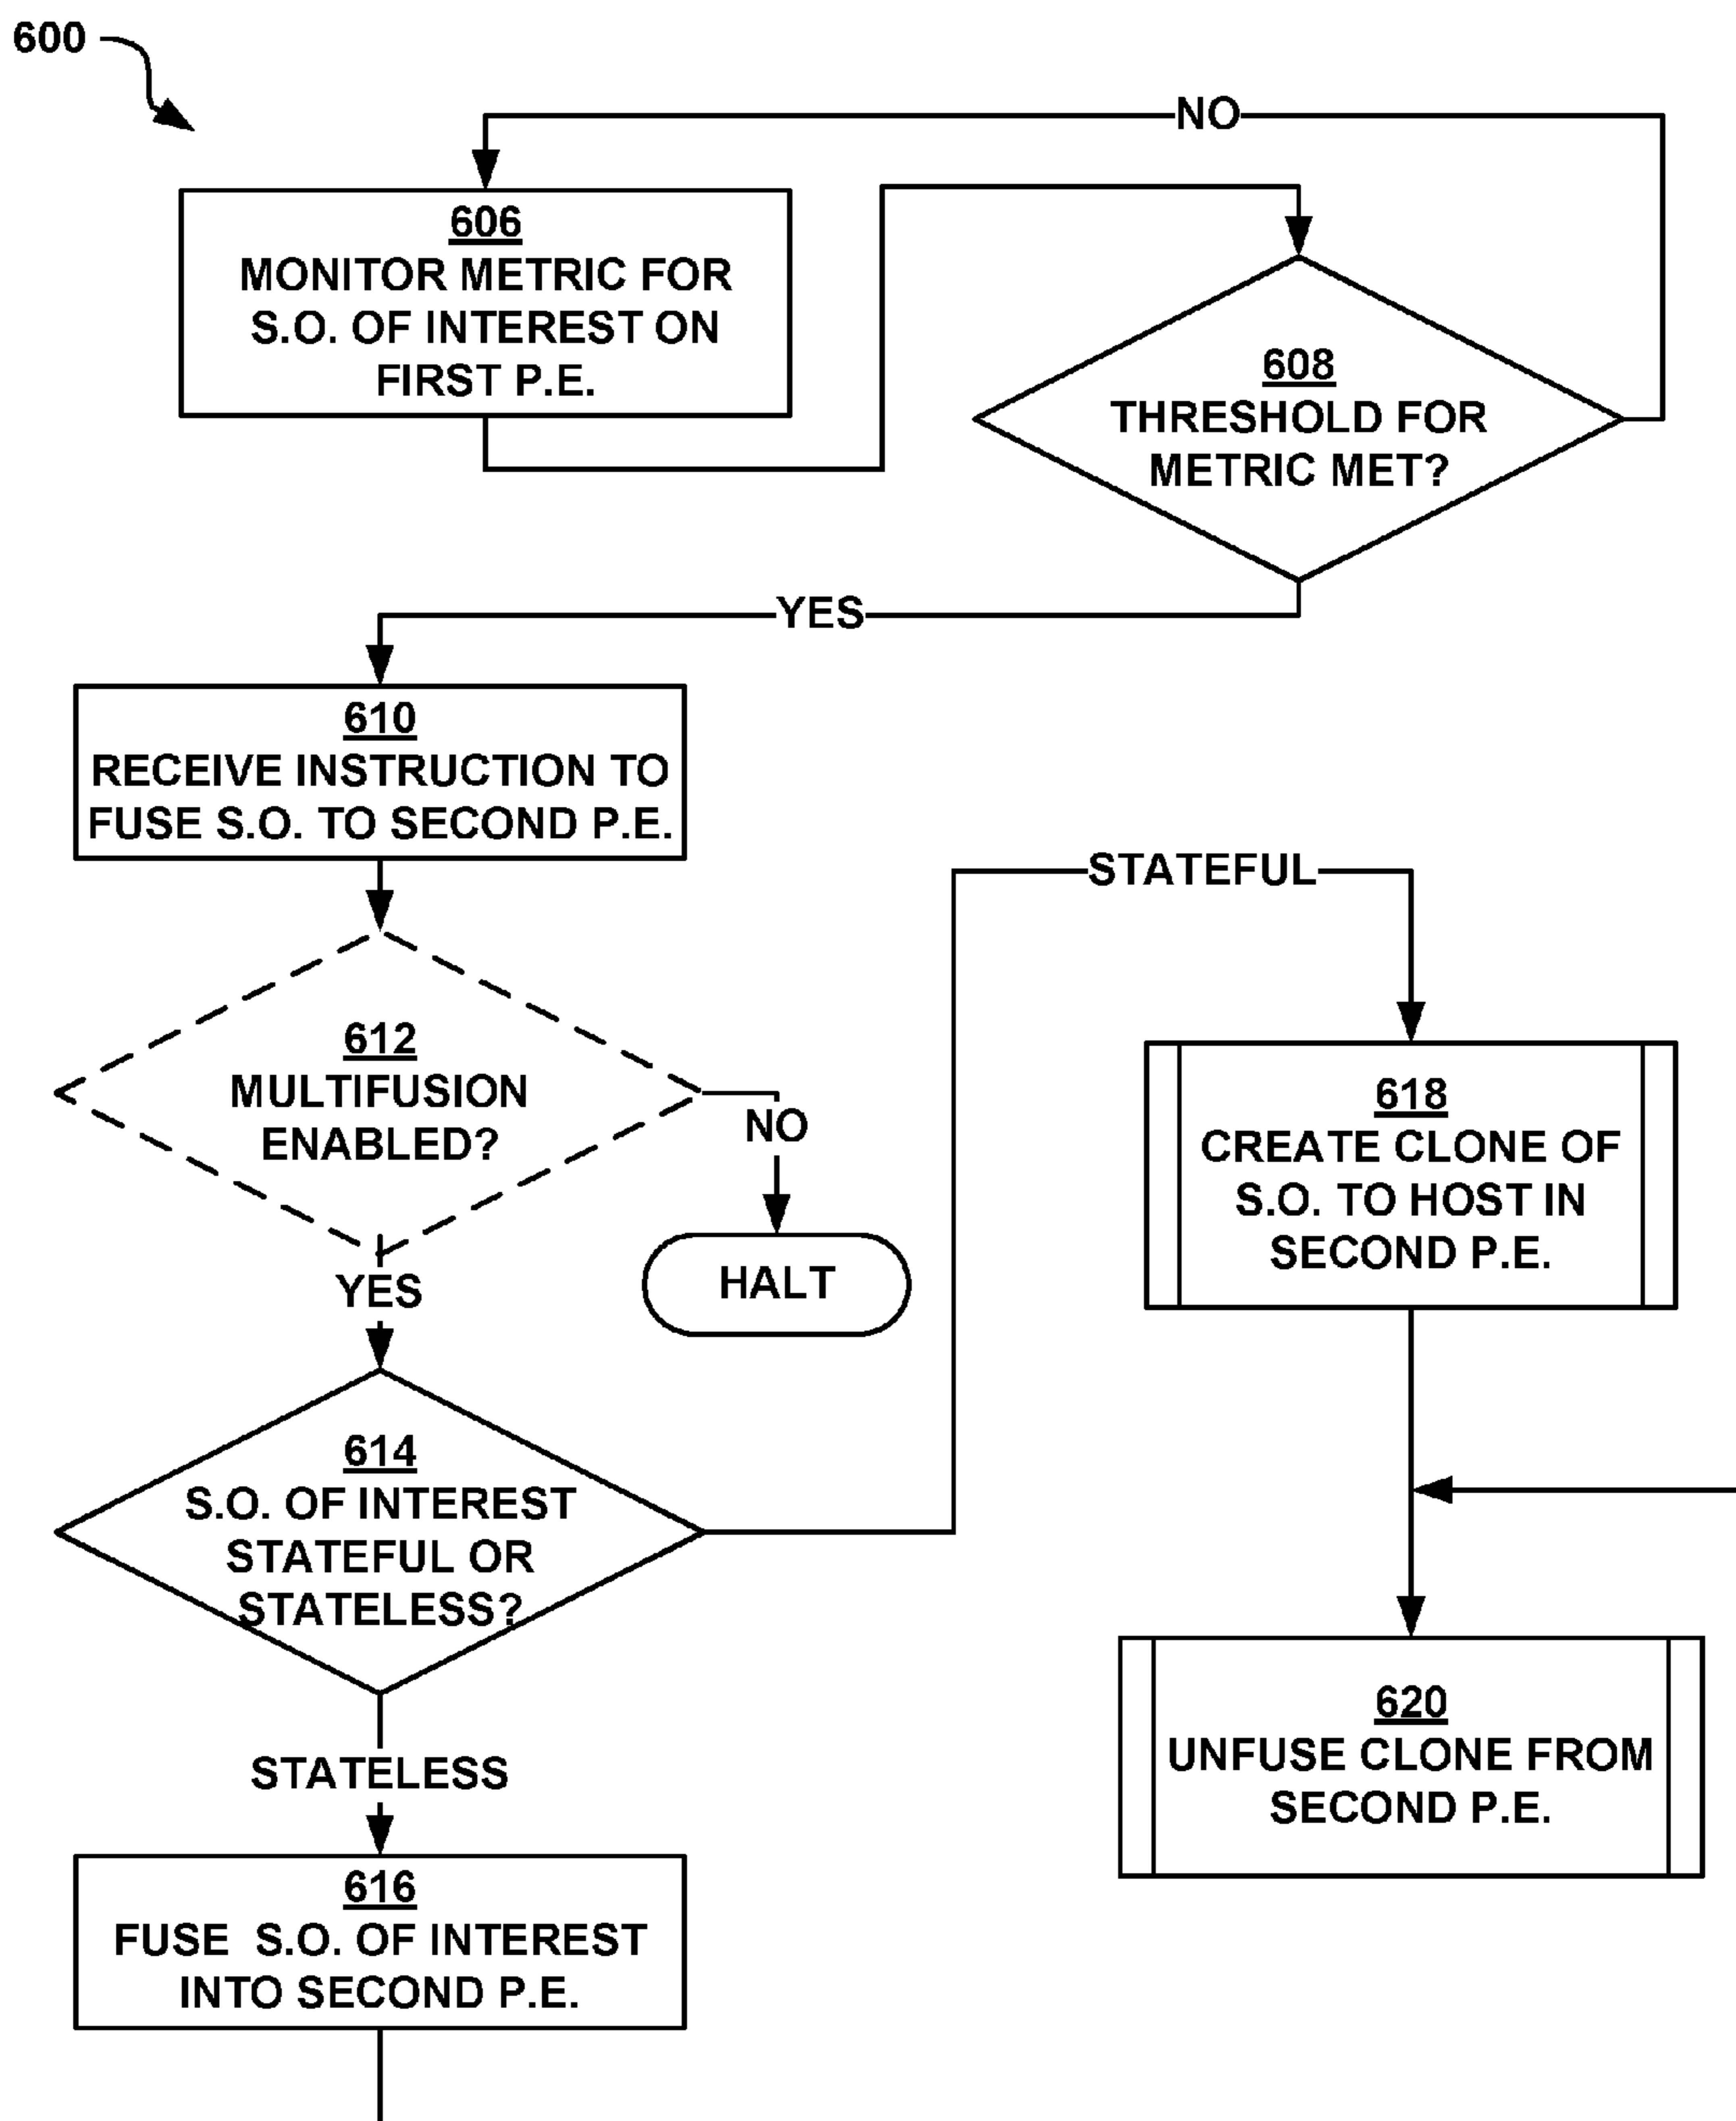 600
NO
606
MONITOR METRIC FOR
S.O. OF INTEREST ON
FIRST P.E.
608
THRESHOLD FOR
METRIC MET?
YES
610
RECEIVE INSTRUCTION TO
FUSE S.O. TO SECOND P.E.
612
MULTIFUSION
ENABLED?
NO
HALT
YES
614
S.O. OF INTEREST
STATEFUL OR
STATELESS?
STATEFUL
618
CREATE CLONE OF
S.O. TO HOST IN
SECOND P.E.
620
UNFUSE CLONE FROM
SECOND P.E.
STATELESS
616
FUSE S.O. OF INTEREST
INTO SECOND P.E.